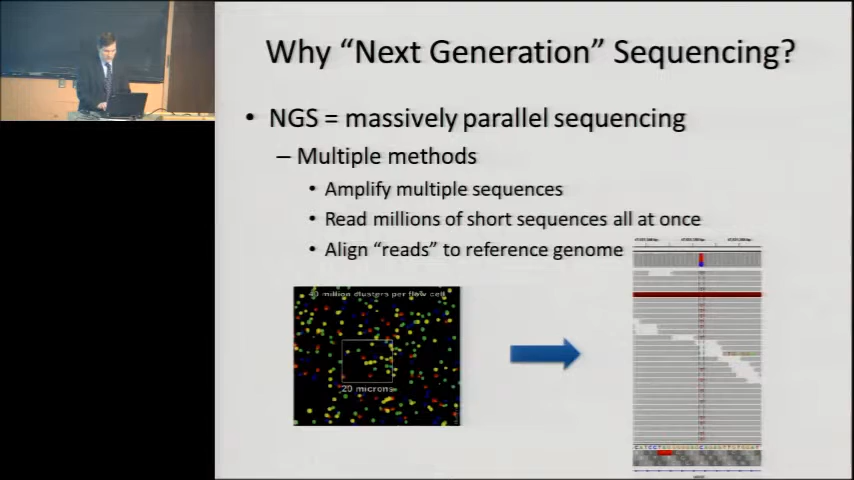 Why “Next Generation” Sequencing?
• NGS = massively parallel sequencing
– Multiple methods
• Amplify multiple sequences
• Read millions of short sequences all at once
• Align “reads” to reference genome
40 million clusters per flow cell
20 microns